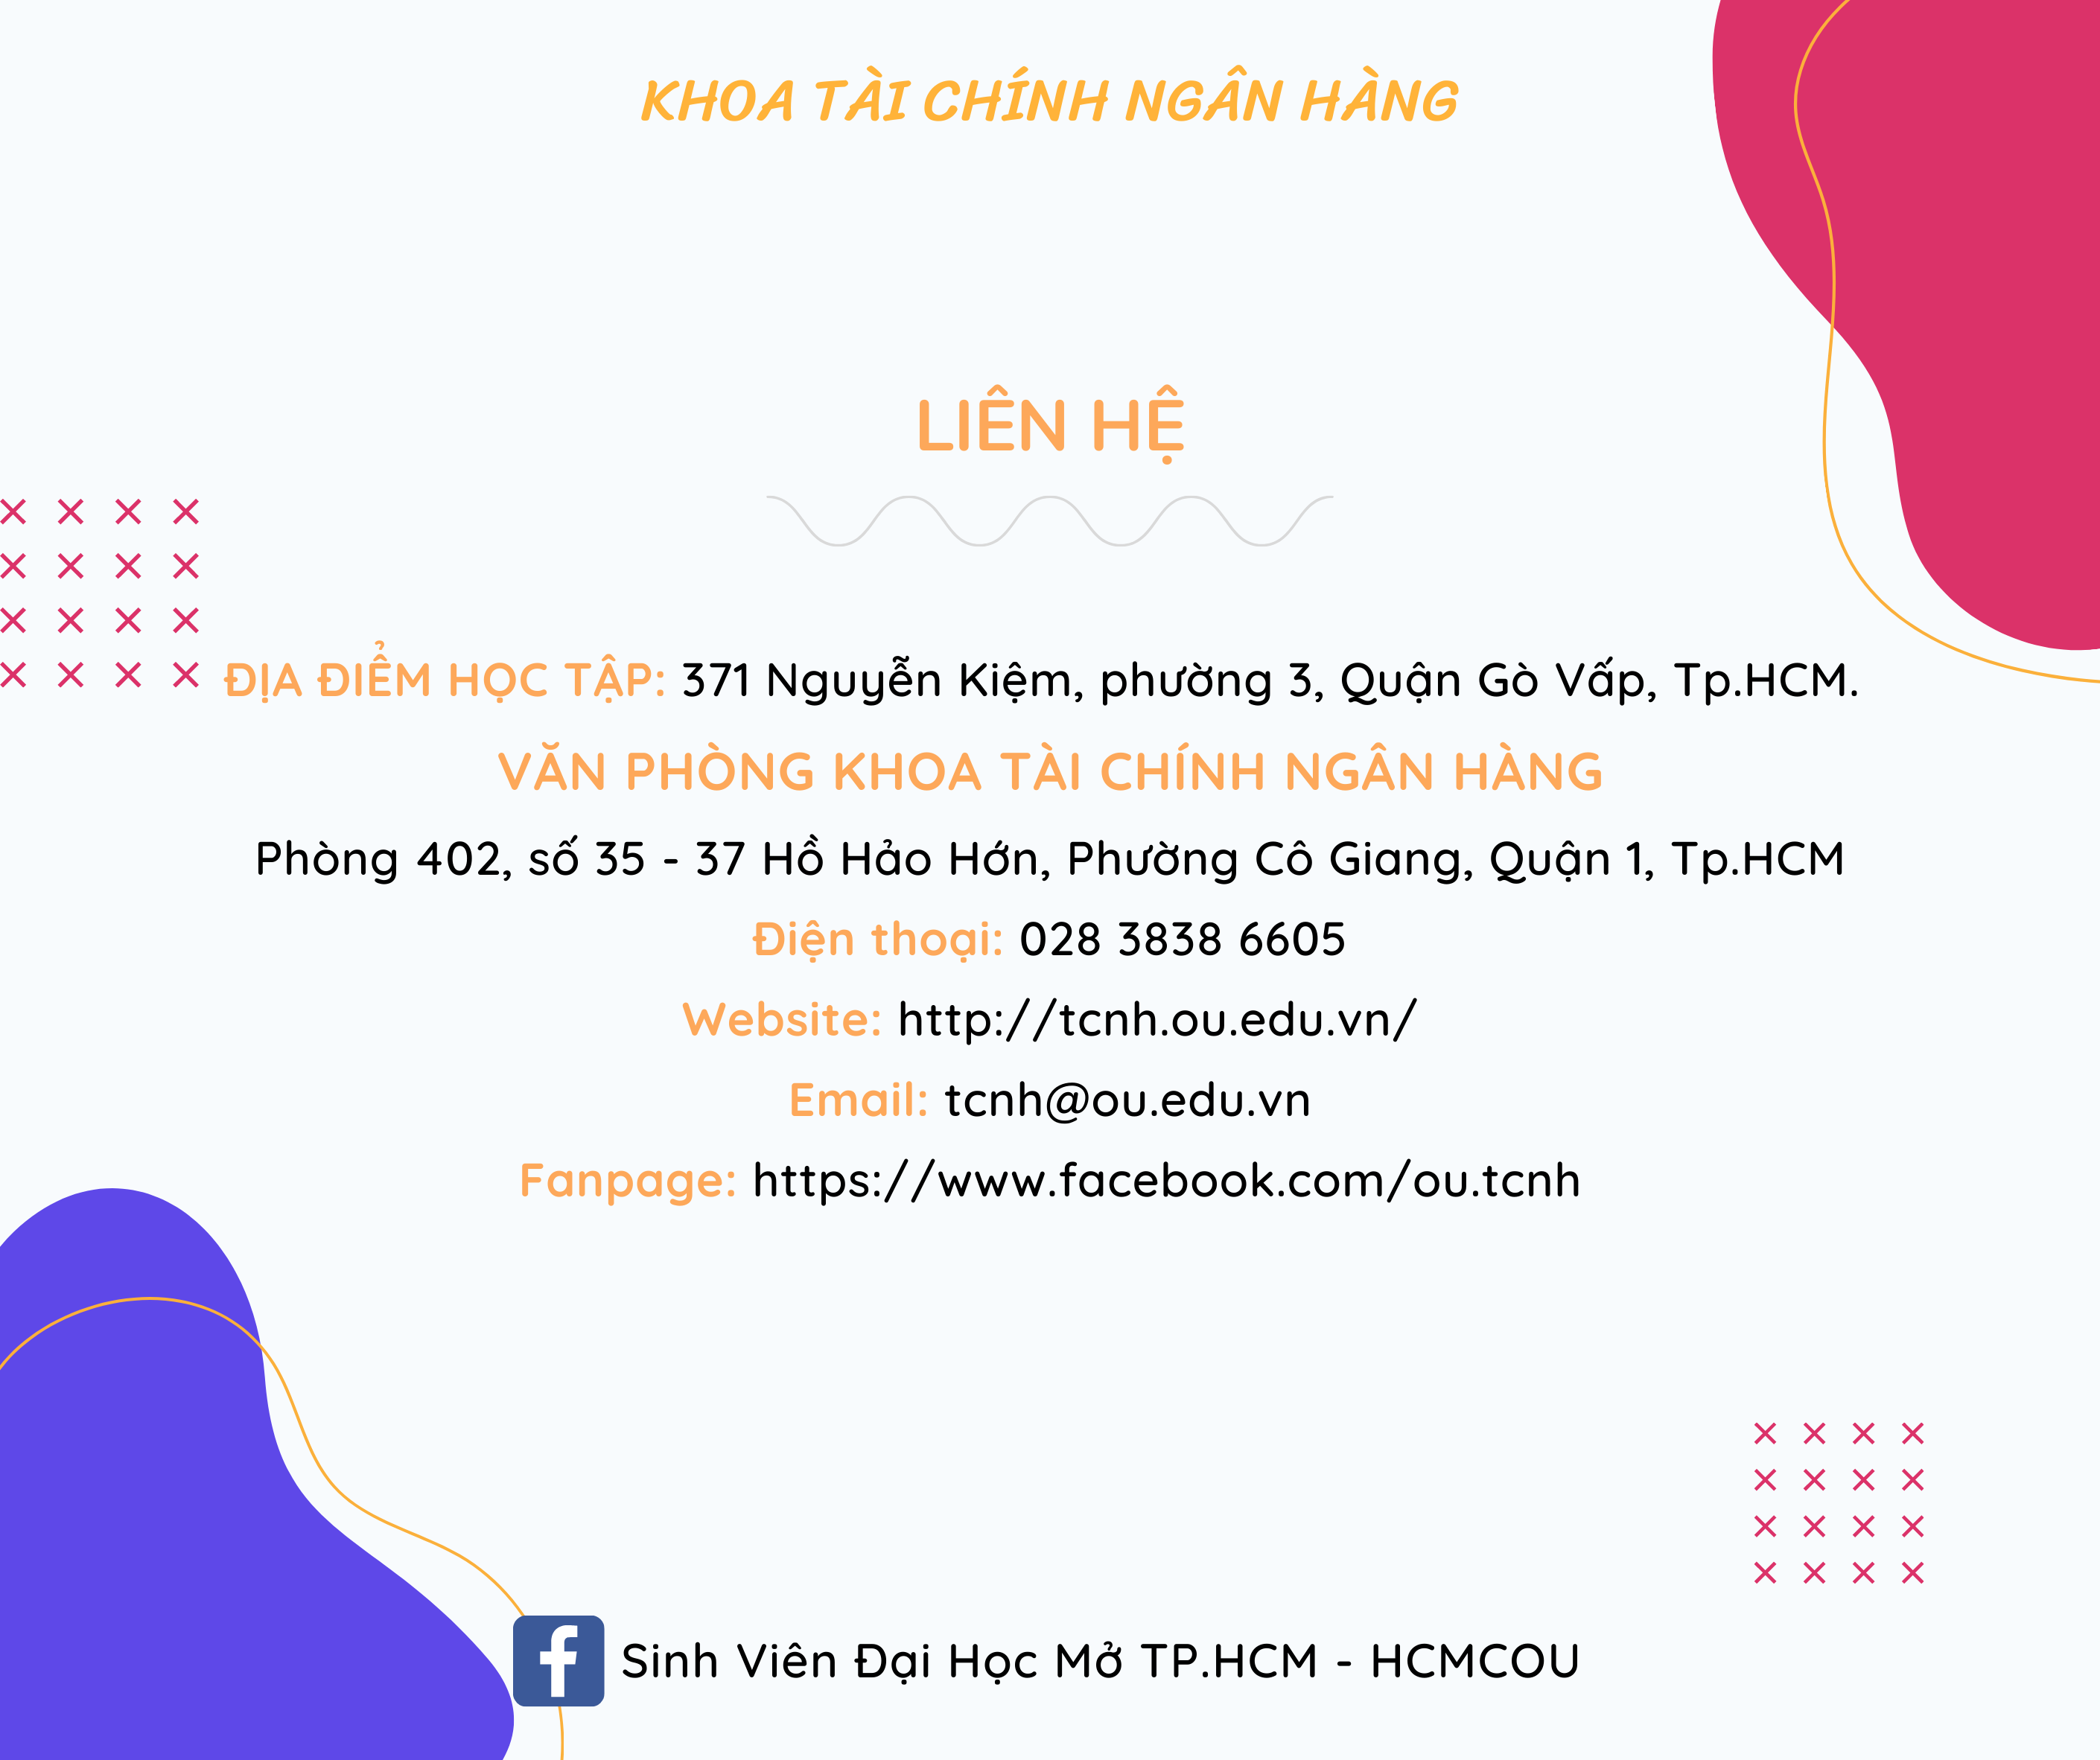 KHOA TÀI CHÍNH NGÂN HÀNG
LIÊN HỆ
ĐỊA ĐIỂM HỌC TẬP: 371 Nguyễn Kiệm, phường 3, Quận Gò Vấp, Tp.HCM.
VĂN PHÒNG KHOA TÀI CHÍNH NGÂN HÀNG
Phòng 402, số 35 - 37 Hồ Hảo Hớn, Phường Cô Giang, Quận 1, Tp.HCM
Điện thoại: 028 3838 6605
Website: http://tcnh.ou.edu.vn/
Email: tcnh@ou.edu.vn
Fanpage: https://www.facebook.com/ou.tcnh
Sinh Viên Đại Học Mở TP.HCM - HCMCOU